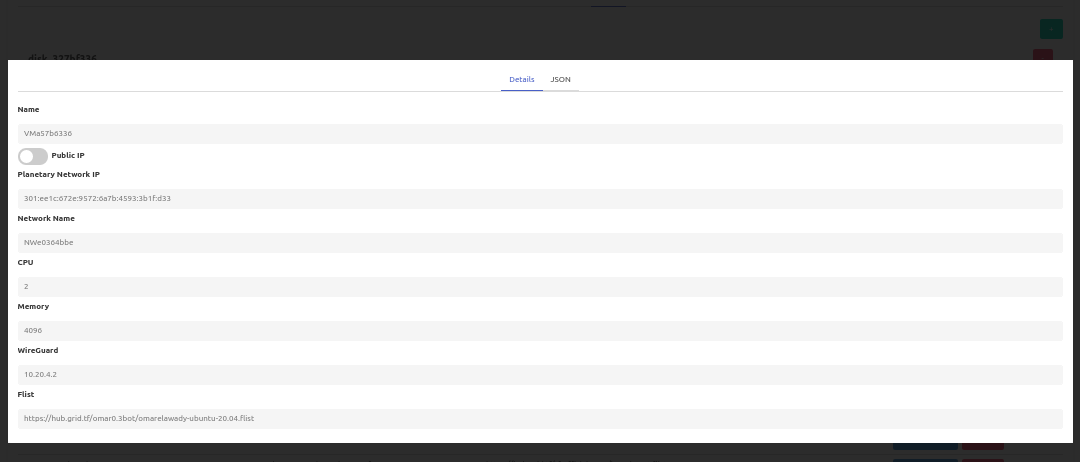 disk_327bf336
Details JSON
Name
VMa57b6336
Public IP
Planetary Network IP
301:ee1c:672e:9572:6a7b:4593:3b1f:d33
Network Name
NWe0364bbe
CPU
2
Memory
4096
WireGuard
10.20.4.2
Flist
https://hub.grid.tf/omar0.3bot/omarelawady-ubuntu-20.04.flist